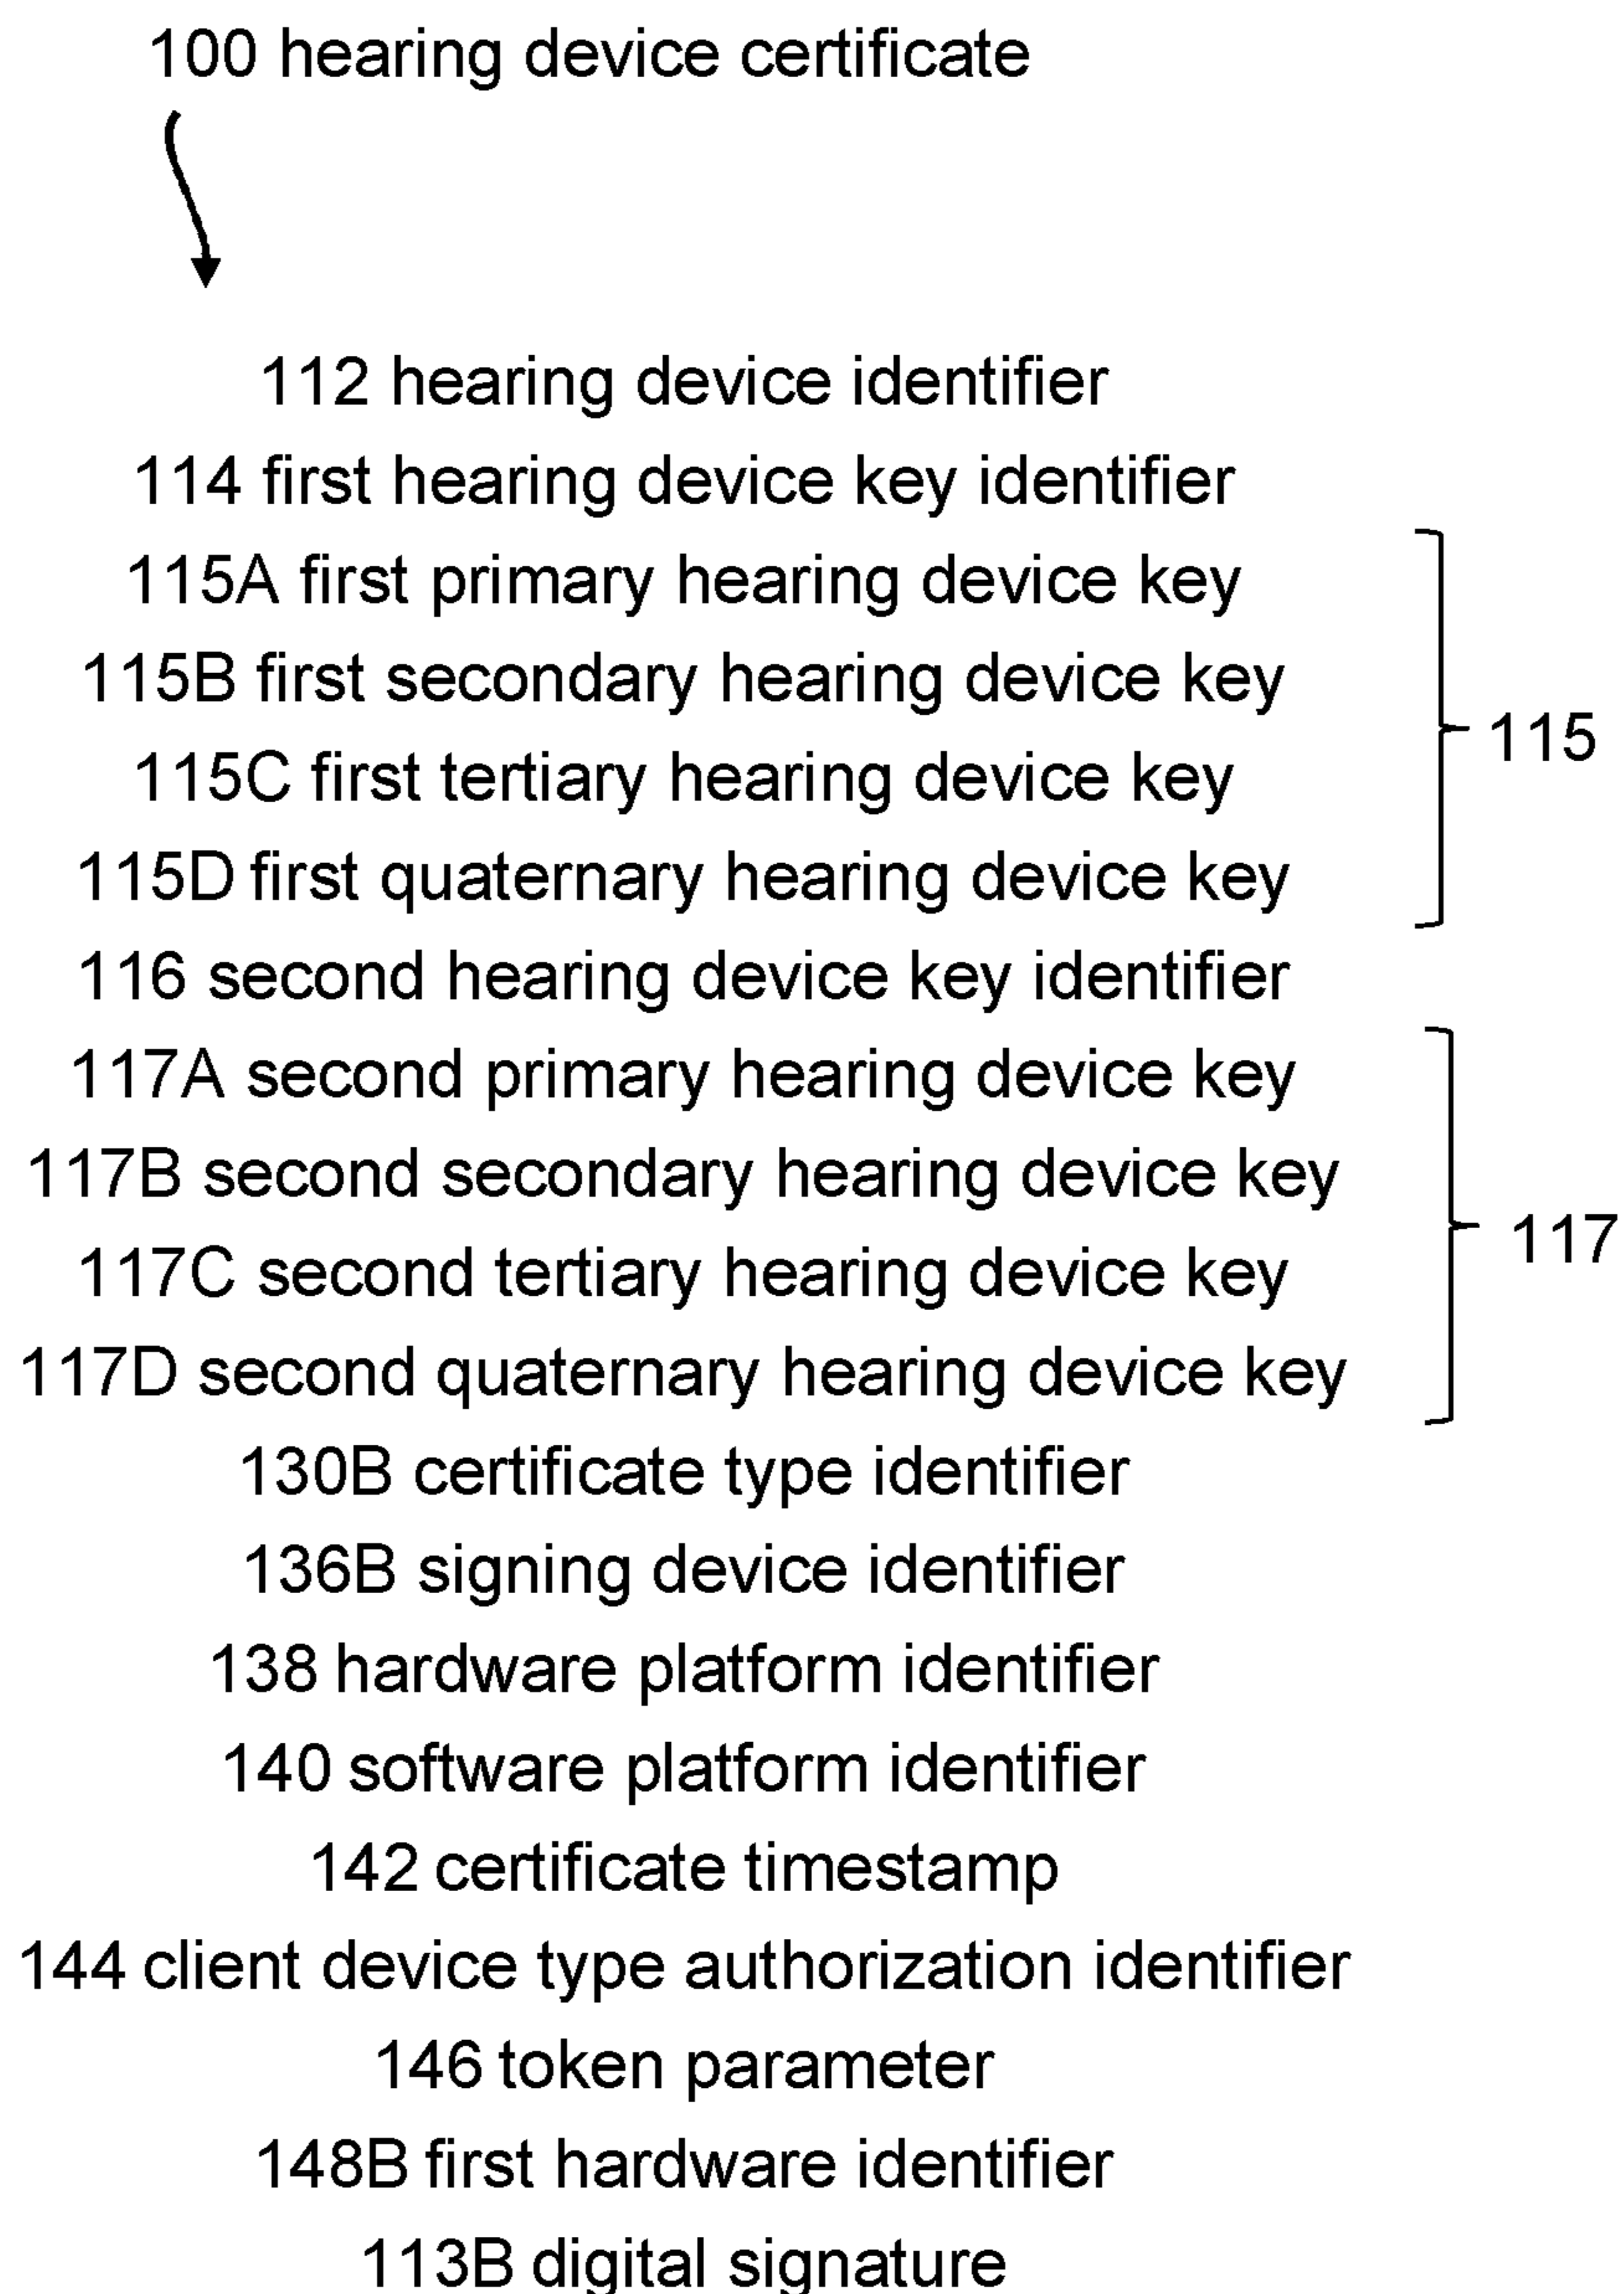 100 hearing device certificate
112 hearing device identifier
114 first hearing device key identifier
115A first primary hearing device key
115B first secondary hearing device key
115
115C first tertiary hearing device key
115D first quaternary hearing device key
116 second hearing device key identifier
117A second primary hearing device key
117B second secondary hearing device key
117
117C second tertiary hearing device key
117D second quaternary hearing device key
130B certificate type identifier
136B signing device identifier
138 hardware platform identifier
140 software platform identifier
142 certificate timestamp
144 client device type authorization identifier
146 token parameter
148B first hardware identifier
113B digital signature